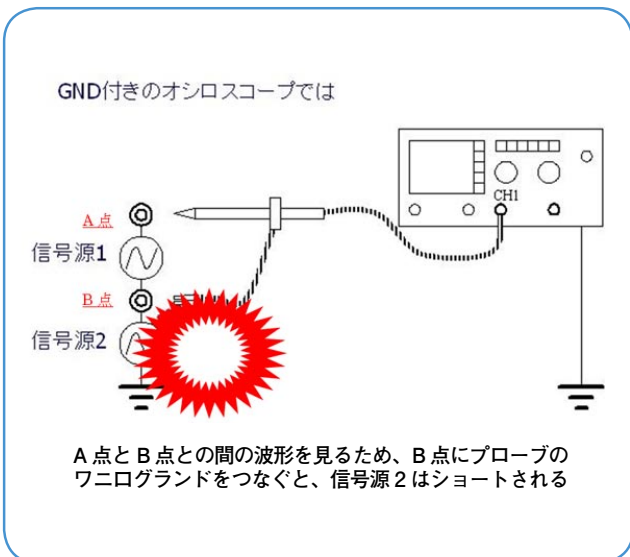 GND付きのオシロスコープでは
CH1
A点
信号源1
B点
信号源2
A点とB点との間の波形を見るため、B点にプローブの
ワニログランドをつなぐと、信号源2はショートされる